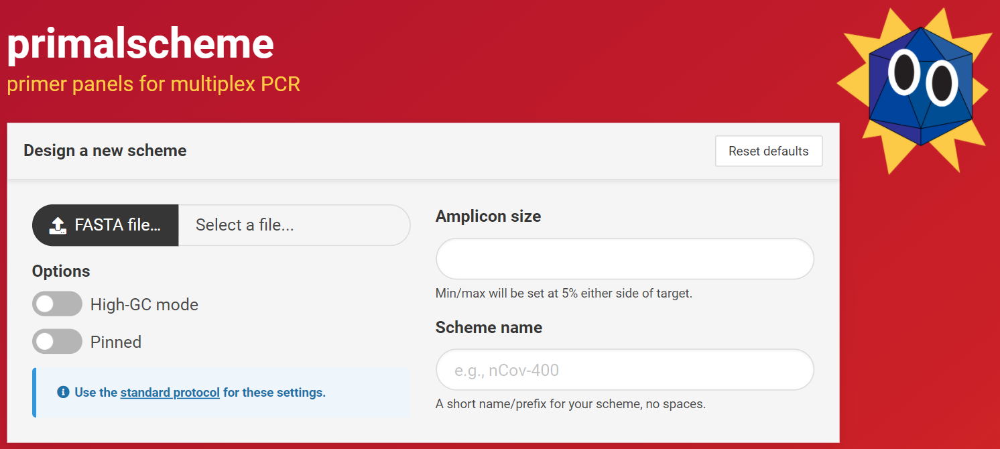 primalscheme
primer panels for multiplex PCR
Design a new scheme
Reset defaults
FASTA file...
Select a file...
Options
High-GC mode
Pinned
Use the standard protocol for these settings.
Amplicon size
Min/max will be set at 5% either side of target.
Scheme name
e.g., nCov-400
A short name/prefix for your scheme, no spaces.